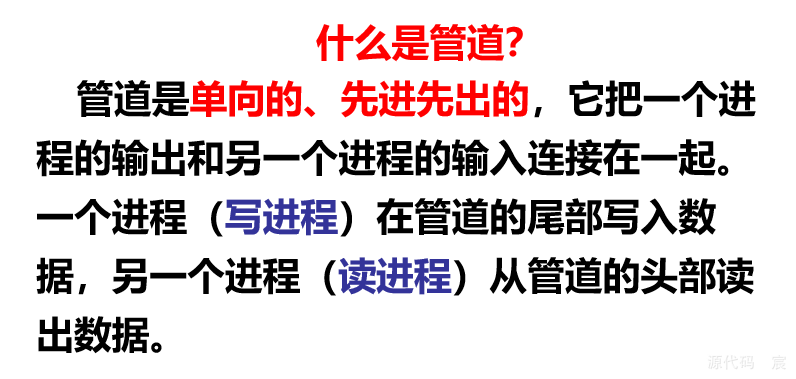 什么是管道?
管道是单向的、先进先出的，它把一个进
程的输出和另一个进程的输入连接在一起。
一个进程（写进程）在管道的尾部写入数
据，另一个进程（读进程）从管道的头部读
出数据。
源代码 宸